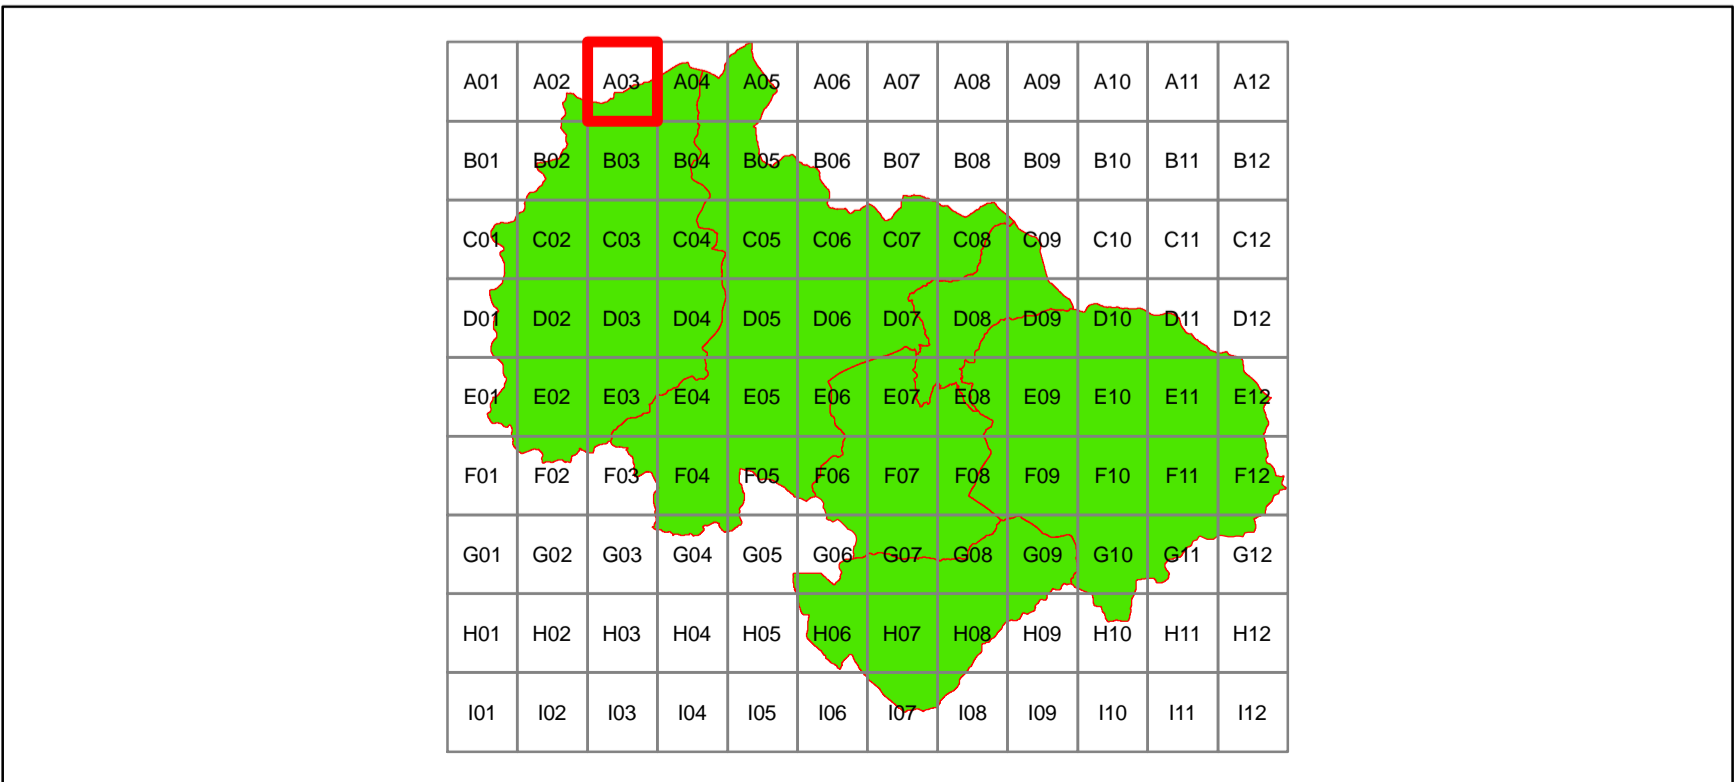 A01 A02 A03 A04 A05 A06 A07 A08 A09 A10 A11 A12
B01 B02 B03 B04 B05 B06 B07 B08 B09 B10 B11 B12
C01 C02 C03 C04 C05 C06 C07 C08 C09 C10 C11 C12
D01 D02 D03 D04 D05 D06 D07 D08 D09 D10 D11 D12
E01 E02 E03 E04 E05 E06 E07 E08 E09 E10 E11 E12
F01 F02 F03 F04 F05 F06 F07 F08 F09 F10 F11 F12
G01 G02 G03 G04 G05 G06 G07 G08 G09 G10 G11 G12
H01 H02 H03 H04 H05 H06 H07 H08 H09 H10 H11 H12
I01 I02 I03 I04 I05 I06 I07 I08 I09 I10 I11 I12